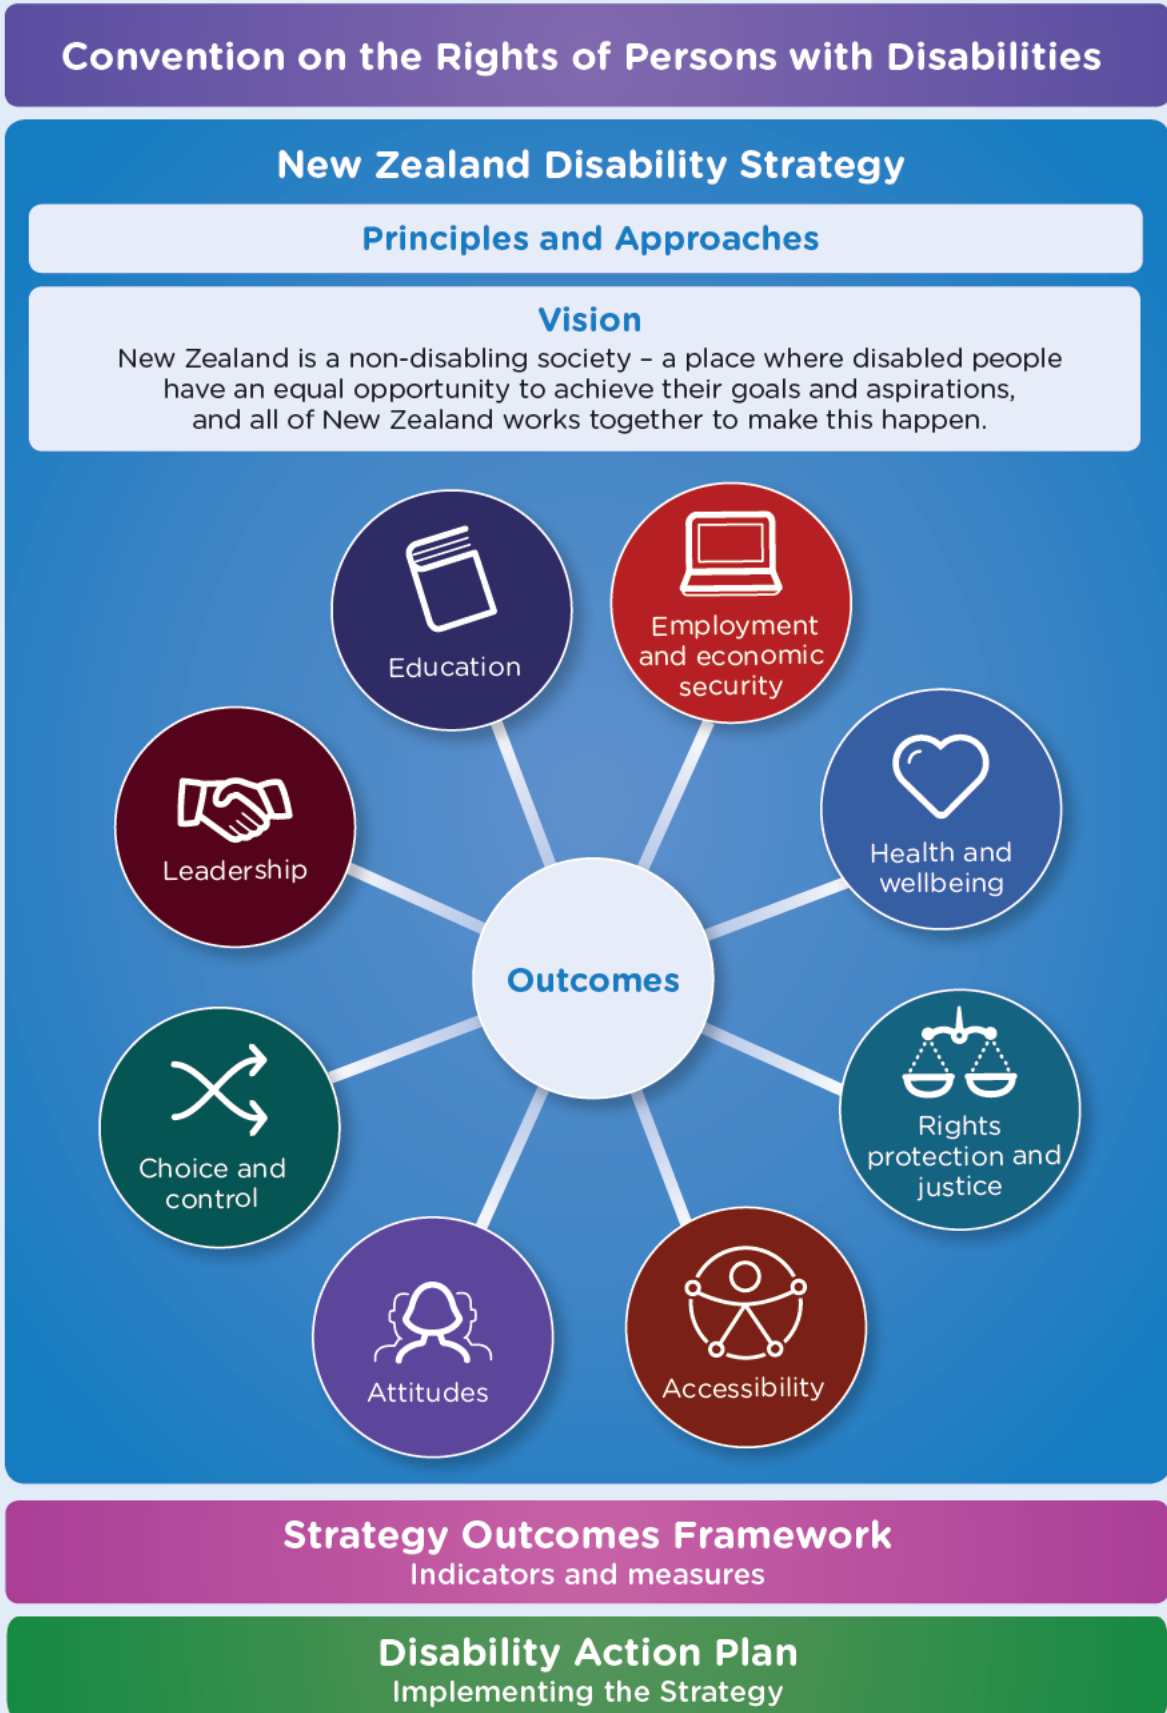 Convention on the Rights of Persons with Disabilities
New Zealand Disability Strategy
Principles and Approaches
Vision
New Zealand is a non-disabling society – a place where disabled people
have an equal opportunity to achieve their goals and aspirations,
and all of New Zealand works together to make this happen.
Education
Employment
and economic
security
Health and
wellbeing
Rights
protection and
justice
Accessibility
Attitudes
Choice and
control
Leadership
Outcomes
Strategy Outcomes Framework
Indicators and measures
Disability Action Plan
Implementing the Strategy